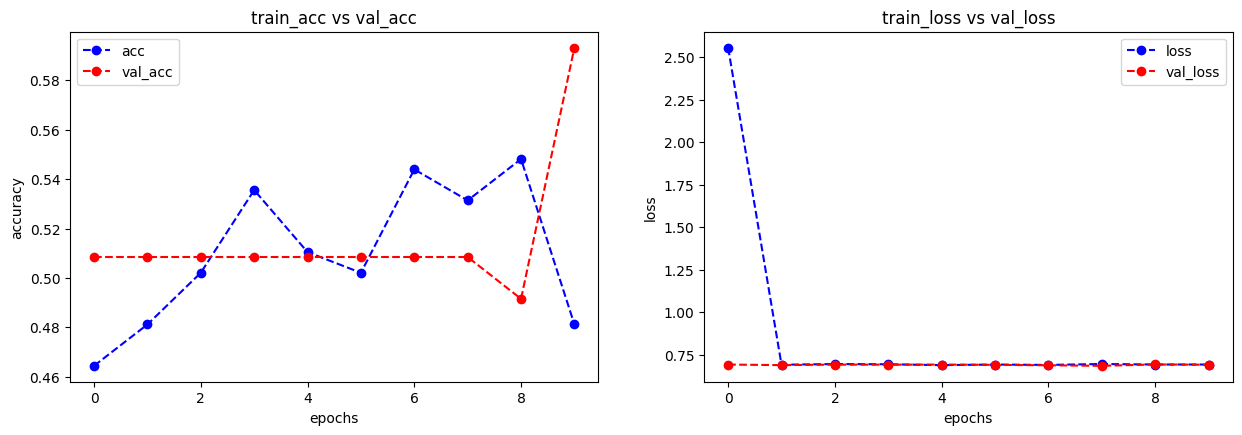 train_acc vs val_acc
acc
val_acc
0.58
0.56
0.54
0.52
0.50
0.48
0.46
accuracy
0 2 4 6 8
epochs
train_loss vs val_loss
loss
val_loss
2.50
2.25
2.00
1.75
1.50
1.25
1.00
0.75
loss
0 2 4 6 8
epochs